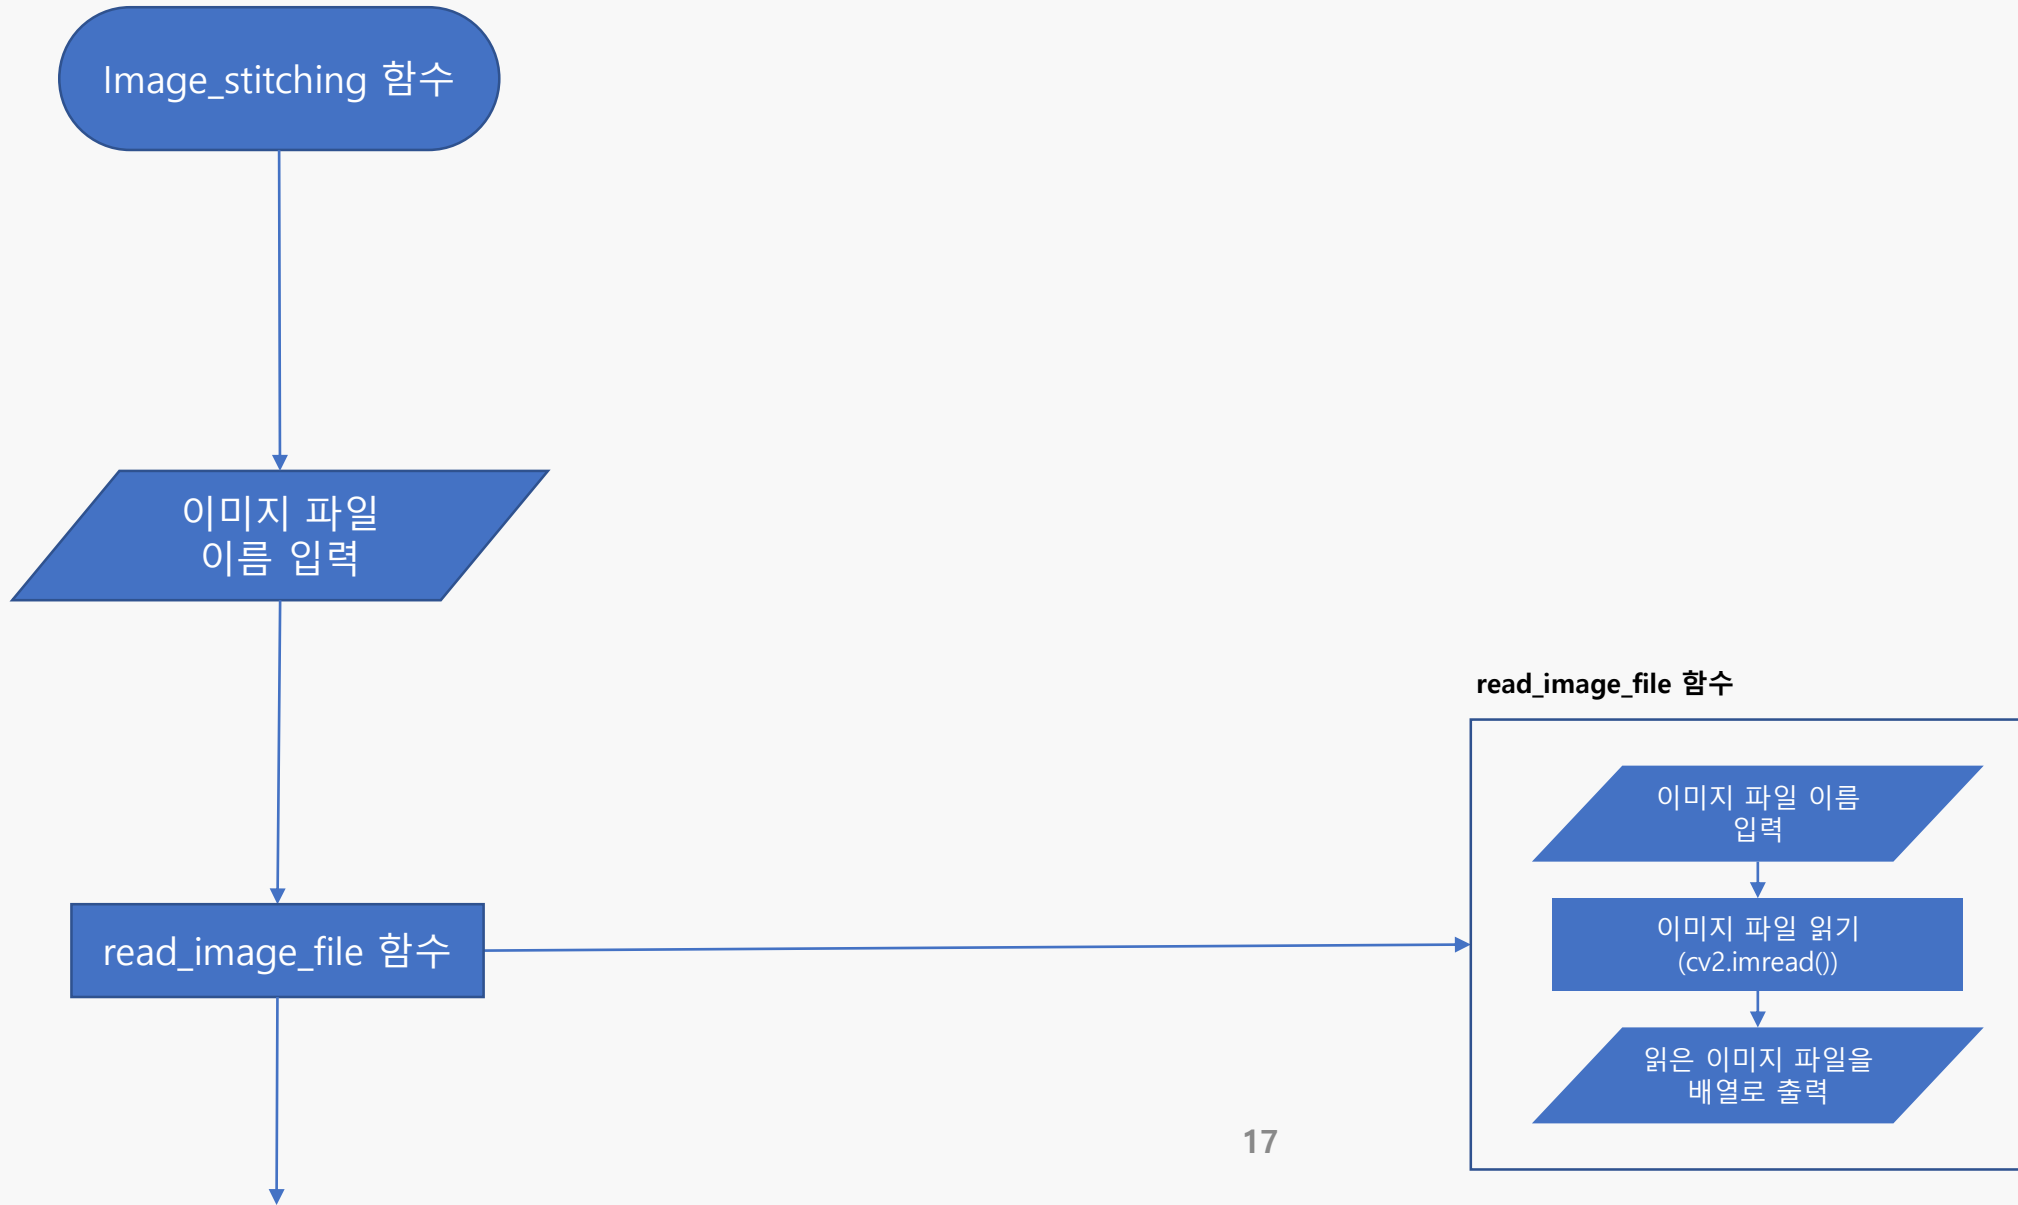 Image_stitching 함수
이미지 파일
이름 입력
read_image_file 함수
read_image_file 함수
이미지 파일 이름
입력
이미지 파일 읽기
(cv2.imread())
읽은 이미지 파일을
배열로 출력
17